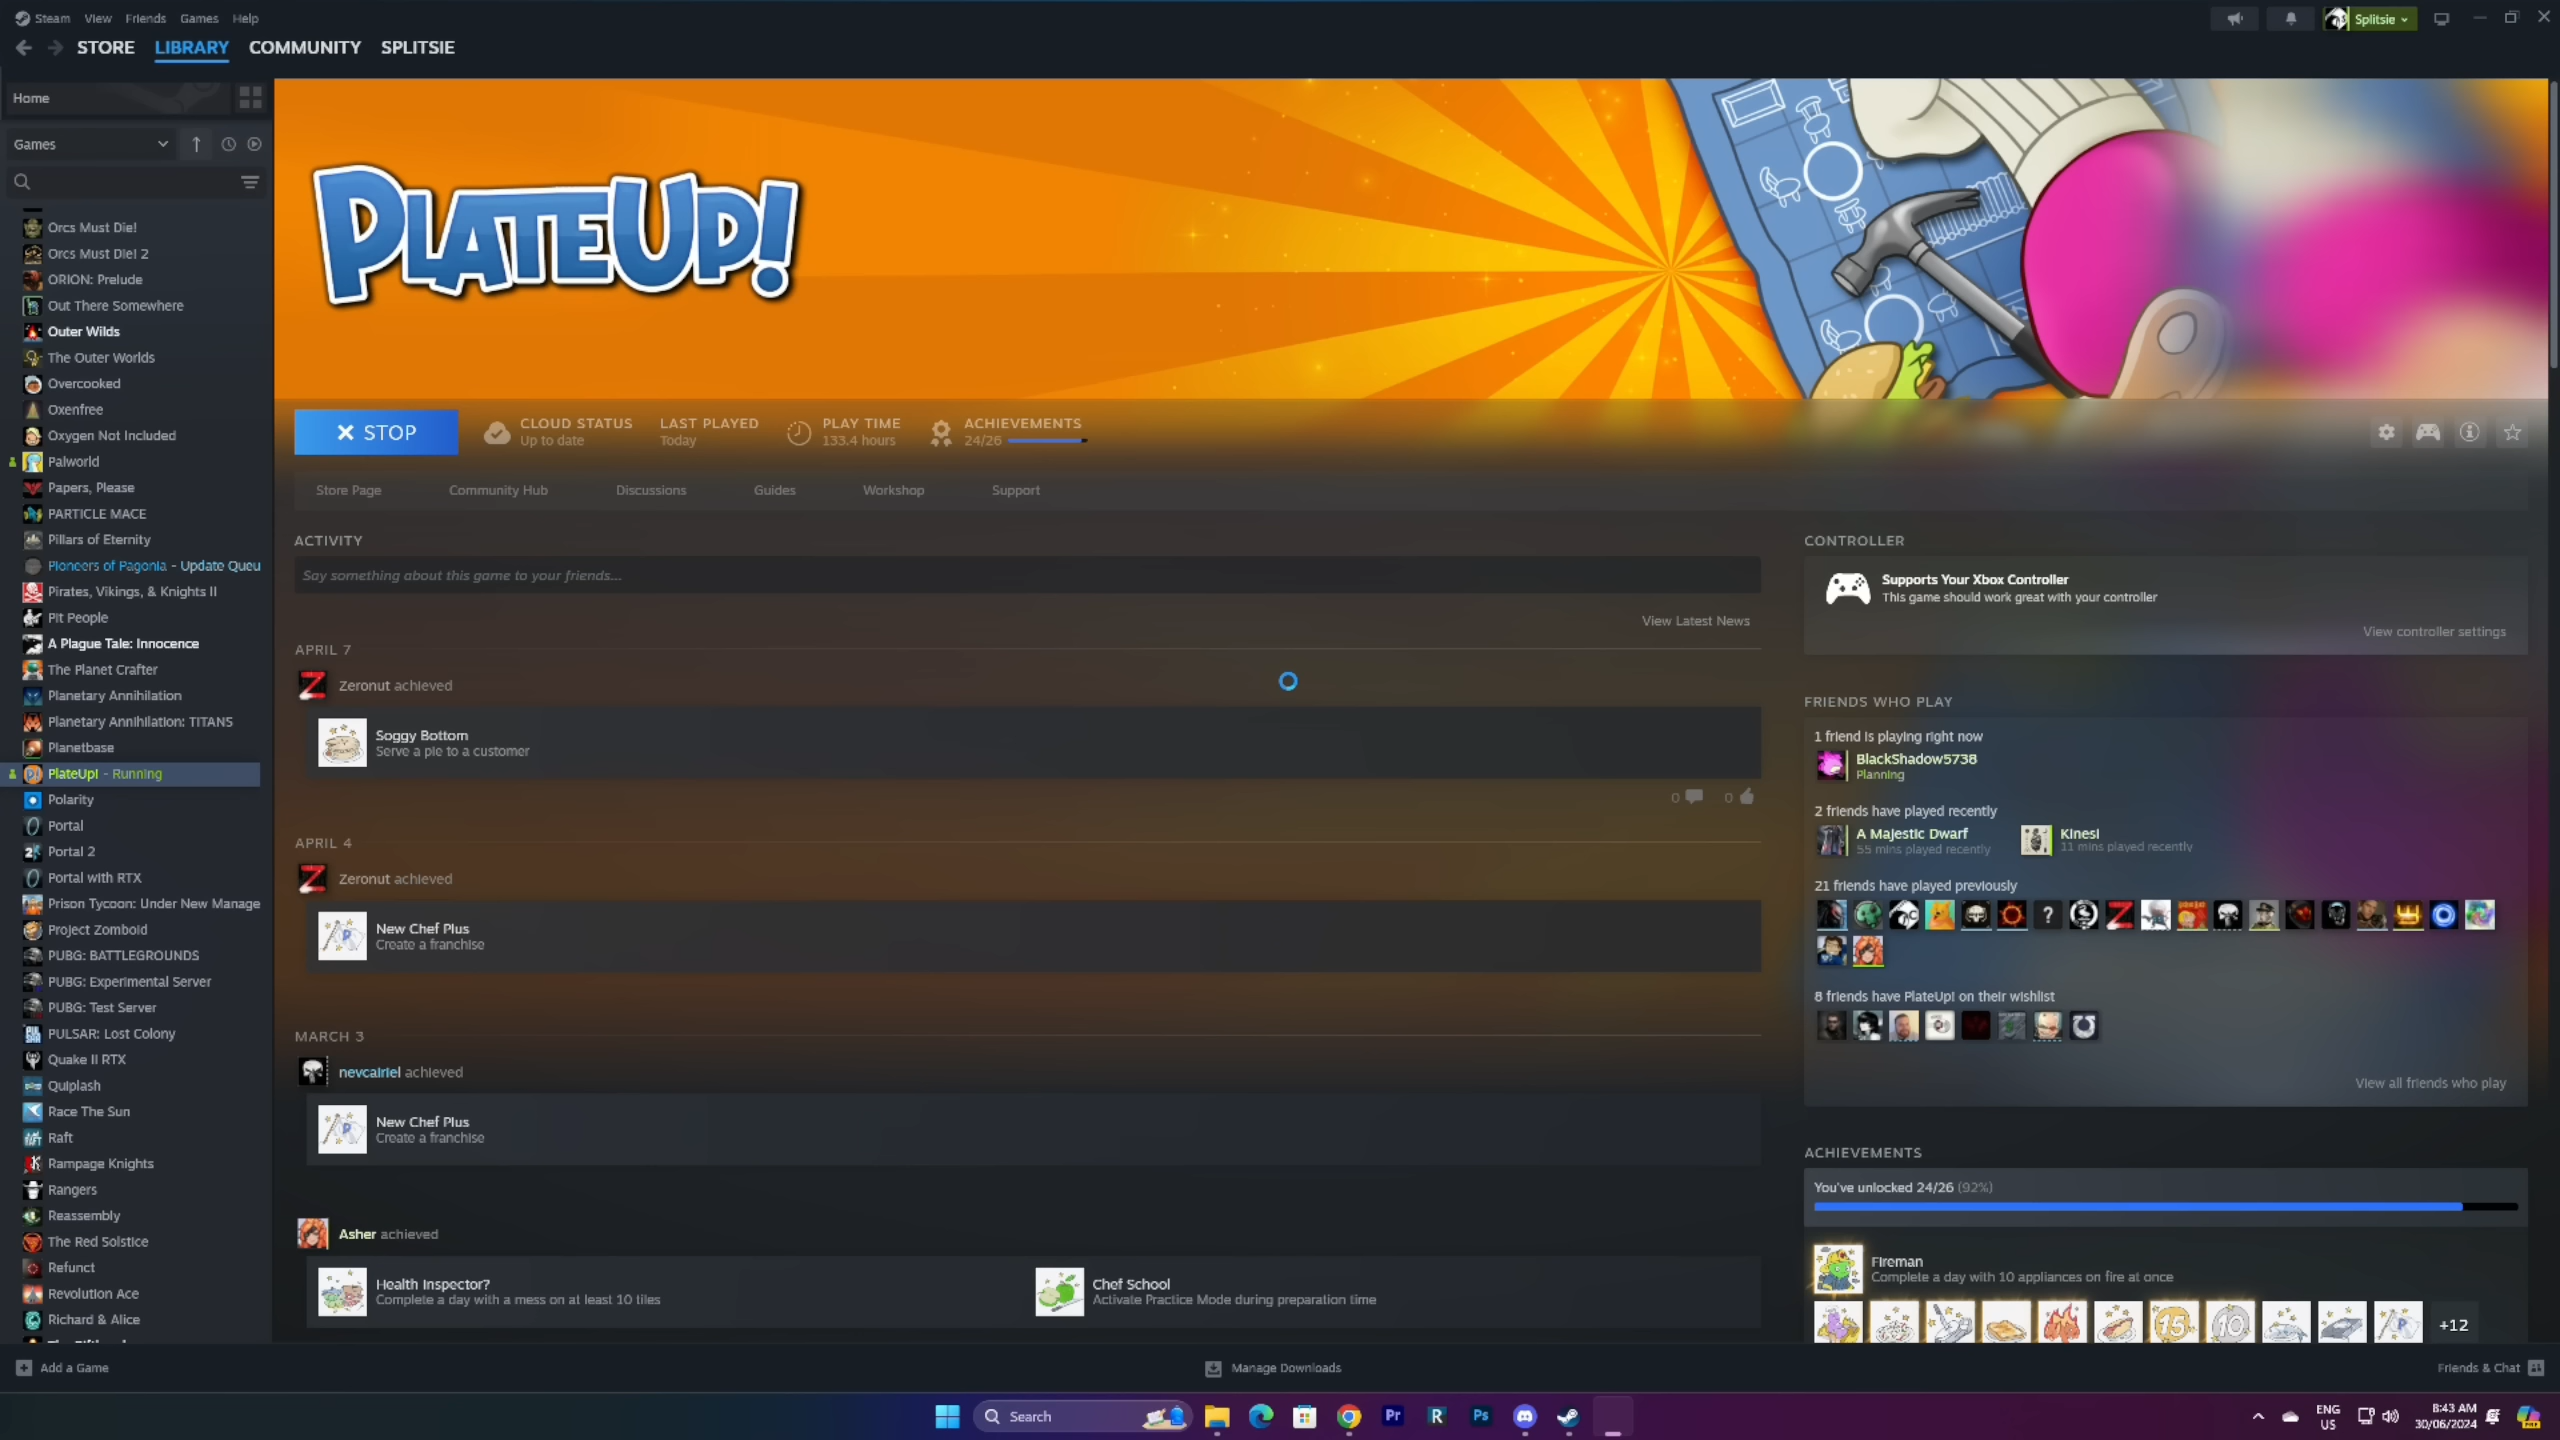 Steam View Friends Games Help
Splitsie
STORE LIBRARY COMMUNITY SPLITSIE
Home
Games
Orcs Must Die!
Orcs Must Die! 2
ORION: Prelude
Out There Somewhere
Outer Wilds
The Outer Worlds
Overcooked
Oxenfree
Oxygen Not Included
Palworld
Papers, Please
PARTICLE MACE
Pillars of Eternity
Pioneers of Pagonia - Update Queu
Pirates, Vikings, & Knights II
Pit People
A Plague Tale: Innocence
The Planet Crafter
Planetary Annihilation
Planetary Annihilation: TITANS
Planetbase
PlateUp! - Running
Polarity
Portal
Portal 2
Portal with RTX
Prison Tycoon: Under New Manage
Project Zomboid
PUBG: BATTLEGROUNDS
PUBG: Experimental Server
PUBG: Test Server
PULSAR: Lost Colony
Quake II RTX
Quiplash
Race The Sun
Raft
Rampage Knights
Rangers
Reassembly
The Red Solstice
Refunct
Revolution Ace
Richard & Alice
PLATEUP!
STOP
CLOUD STATUS
Up to date
LAST PLAYED
Today
PLAY TIME
133.4 hours
ACHIEVEMENTS
24/26
Store Page Community Hub Discussions Guides Workshop Support
ACTIVITY
Say something about this game to your friends...
View Latest News
APRIL 7
Zeronut achieved
Soggy Bottom
Serve a pie to a customer
0 0
APRIL 4
Zeronut achieved
New Chef Plus
Create a franchise
MARCH 3
nevcairiel achieved
New Chef Plus
Create a franchise
Asher achieved
Health Inspector?
Complete a day with a mess on at least 10 tiles
Chef School
Activate Practice Mode during preparation time
CONTROLLER
Supports Your Xbox Controller
This game should work great with your controller
View controller settings
FRIENDS WHO PLAY
1 friend is playing right now
BlackShadow5738
Planning
2 friends have played recently
A Majestic Dwarf
55 mins played recently
Kinesi
11 mins played recently
21 friends have played previously
8 friends have PlateUp! on their wishlist
View all friends who play
ACHIEVEMENTS
You've unlocked 24/26 (92%)
Fireman
Complete a day with 10 appliances on fire at once
15 10 +12
Add a Game
Manage Downloads
Friends & Chat
Search
Pr R Ps
ENG
US
8:43 AM
30/06/2024